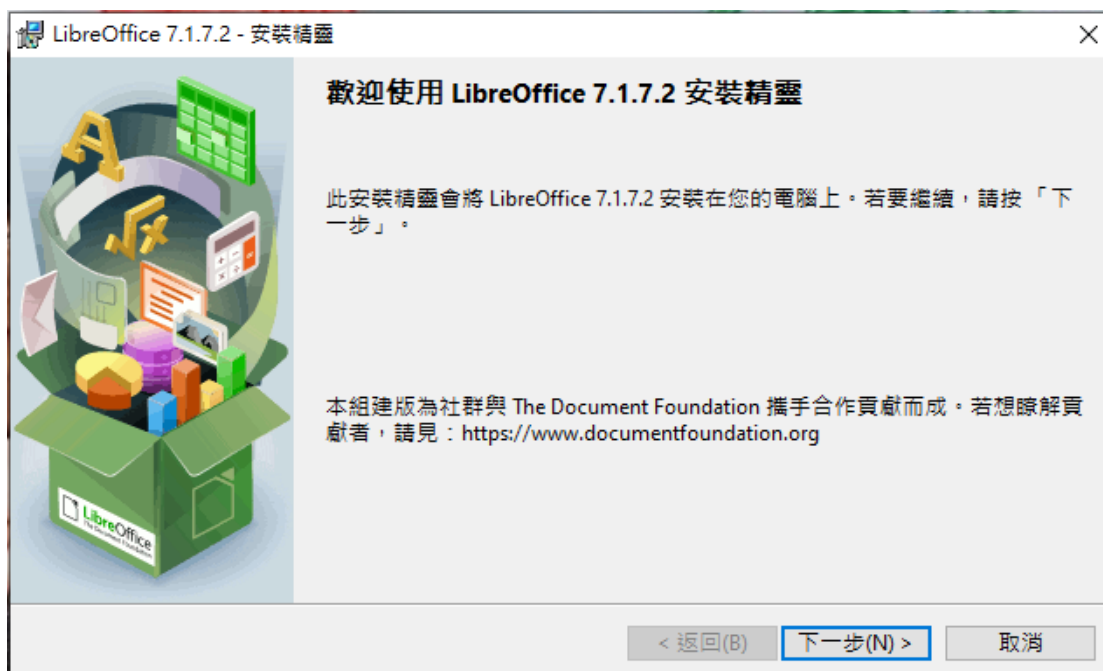 LibreOffice 7.1.7.2 - 安裝精靈
歡迎使用 LibreOffice 7.1.7.2 安裝精靈
此安裝精靈會將 LibreOffice 7.1.7.2 安裝在您的電腦上。若要繼續，請按「下
一步」。
本組建版為社群與 The Document Foundation 攜手合作貢獻而成。若想瞭解貢
獻者，請見：https://www.documentfoundation.org
LibreOffice
The Document Foundation
< 返回(B)
下一步(N) >
取消